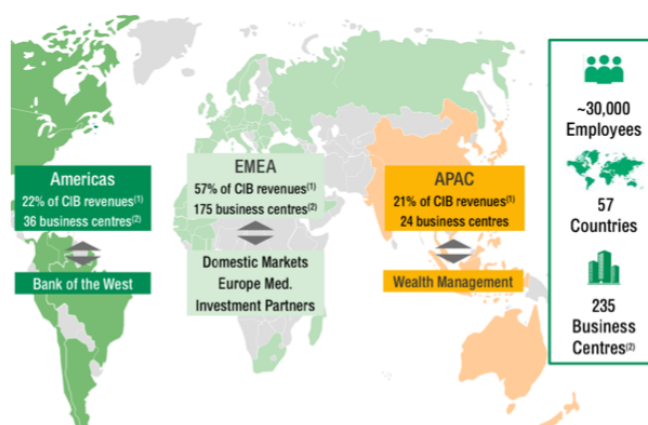 Americas
22% of CIB revenues(1)
36 business centres(2)
Bank of the West
EMEA
57% of CIB revenues(1)
175 business centres(2)
Domestic Markets
Europe Med.
Investment Partners
APAC
21% of CIB revenues(1)
24 business centres
Wealth Management
~30,000
Employees
57
Countries
235
Business
Centres(2)